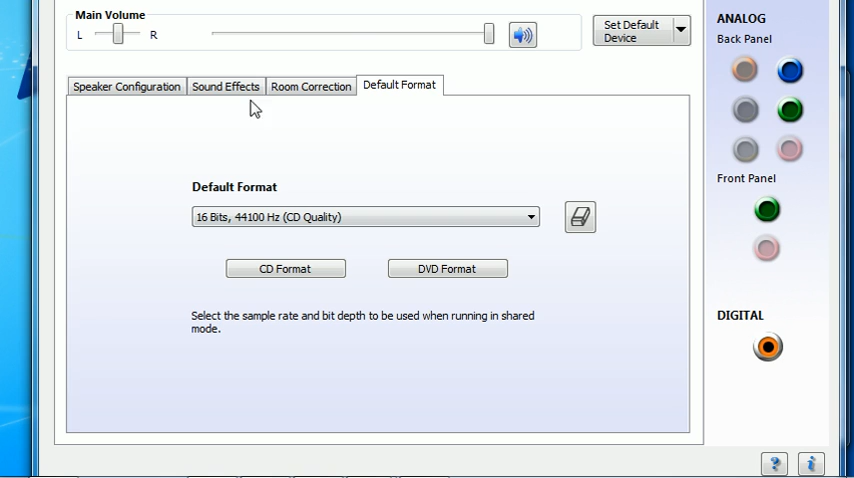 Main Volume
L
R
Set Default
Device
ANALOG
Back Panel
Speaker Configuration
Sound Effects
Room Correction
Default Format
Default Format
16 Bits, 44100 Hz (CD Quality)
CD Format
DVD Format
Select the sample rate and bit depth to be used when running in shared
mode.
Front Panel
DIGITAL
?
i